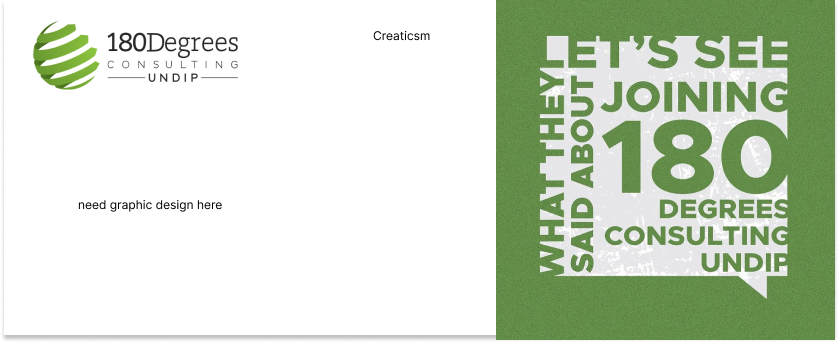 180Degrees
CONSULTING
UNDIP
Creaticsm
need graphic design here
LET'S SEE
WHAT THEY
SAID ABOUT
JOINING
180
DEGREES
CONSULTING
UNDIP